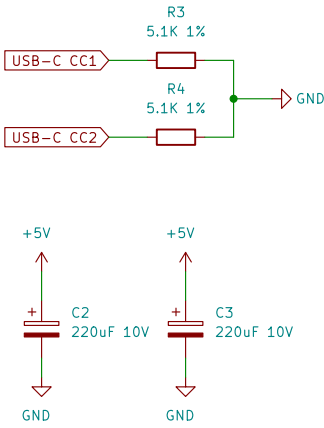 R3
5.1K 1%
USB-C CC1
R4
5.1K 1%
GND
USB-C CC2
+5V
+5V
+
C2
220uF 10V
+
C3
220uF 10V
GND
GND